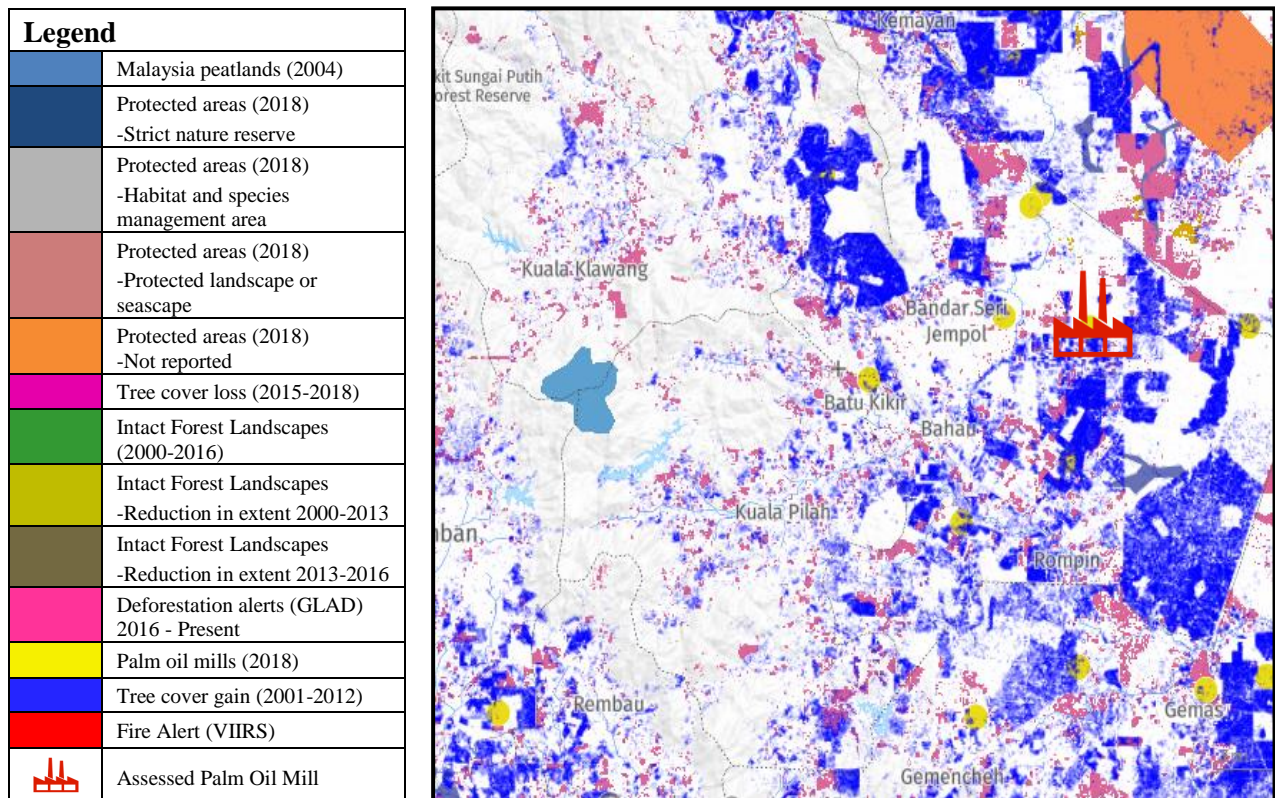 Legend
Malaysia peatlands (2004)
Protected areas (2018)
-Strict nature reserve
Protected areas (2018)
-Habitat and species
management area
Protected areas (2018)
-Protected landscape or
seascape
Protected areas (2018)
-Not reported
Tree cover loss (2015-2018)
Intact Forest Landscapes
(2000-2016)
Intact Forest Landscapes
-Reduction in extent 2000-2013
Intact Forest Landscapes
-Reduction in extent 2013-2016
Deforestation alerts (GLAD)
2016 - Present
Palm oil mills (2018)
Tree cover gain (2001-2012)
Fire Alert (VIIRS)
Assessed Palm Oil Mill
Kemayan
kit Sungai Putih
orest Reserve
Kuala Klawang
Bandar Seri
Jempol
Batu Kikir
Bahau
Kuala Pilah
ban
Rompin
Rembau
Gemas
Gemencheh